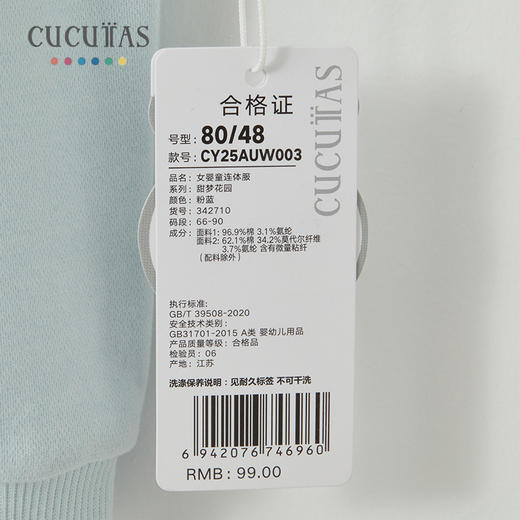 CUCUTAS
CUCUTAS
合格证
号型: 80/48
款号: CY25AUW003
品名: 女婴童连体服
系列: 甜梦花园
颜色: 粉蓝
货号: 342710
码段: 66-90
成分: 面料1: 96.9%棉 3.1%氨纶
面料2: 62.1%棉 34.2%莫代尔纤维
3.7%氨纶 含有微量粘纤
(配料除外)
执行标准:
GB/T 39508-2020
安全技术类别:
GB31701-2015 A类 婴幼儿用品
产品质量等级: 合格品
检验员: 06
产地: 江苏
洗涤保养说明: 见耐久标签 不可干洗
6 942076 746960
RMB: 99.00